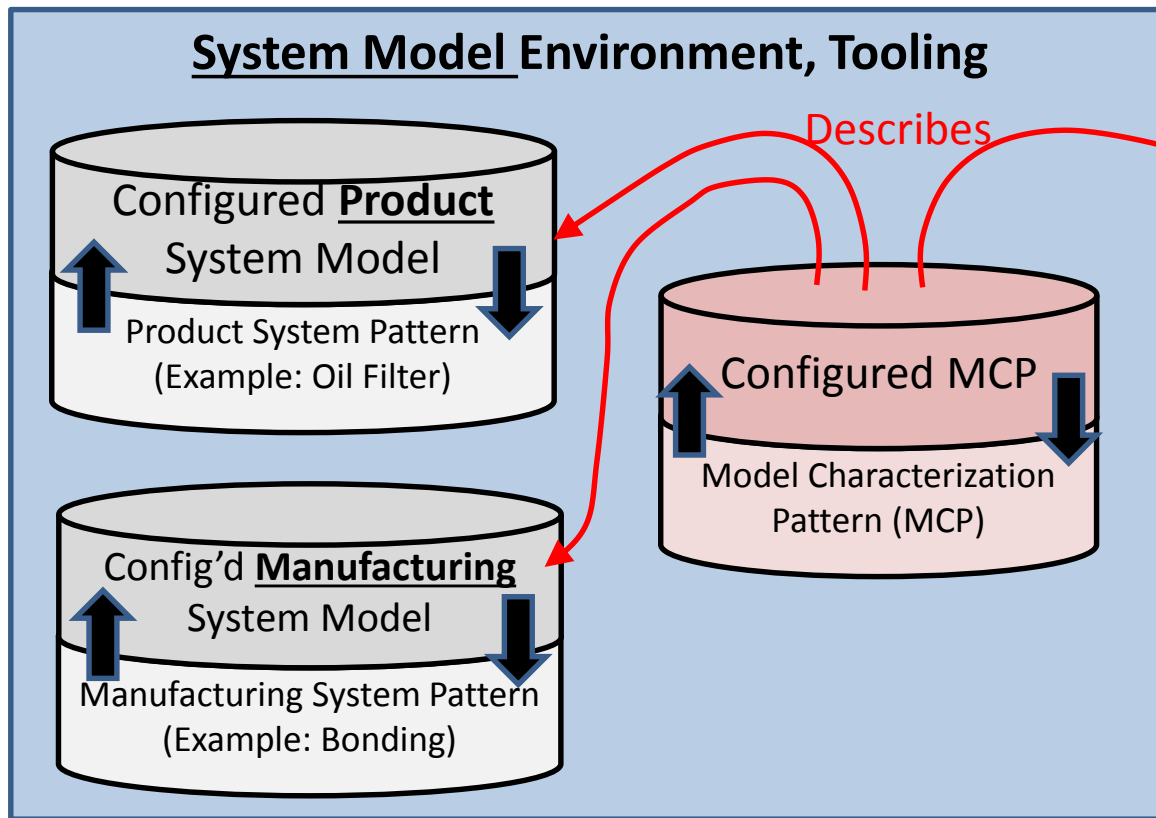 System Model Environment, Tooling
Describes
Configured Product
System Model
Product System Pattern
(Example: Oil Filter)
Configured MCP
Model Characterization
Pattern (MCP)
Config’d Manufacturing
System Model
Manufacturing System Pattern
(Example: Bonding)